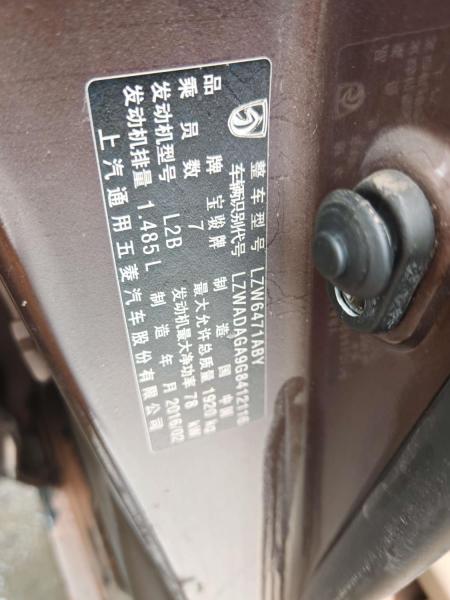 整车型号 LZW6471ABY
车辆识别代号 LZWADAGA9G8412116
品 牌 宝骏牌 制造国 中国
乘员数 7 最大允许总质量 1920 kg
发动机型号 L2B 发动机最大净功率 78 kW
发动机排量 1.485 L 制造年月 2016/02
上汽通用五菱汽车股份有限公司